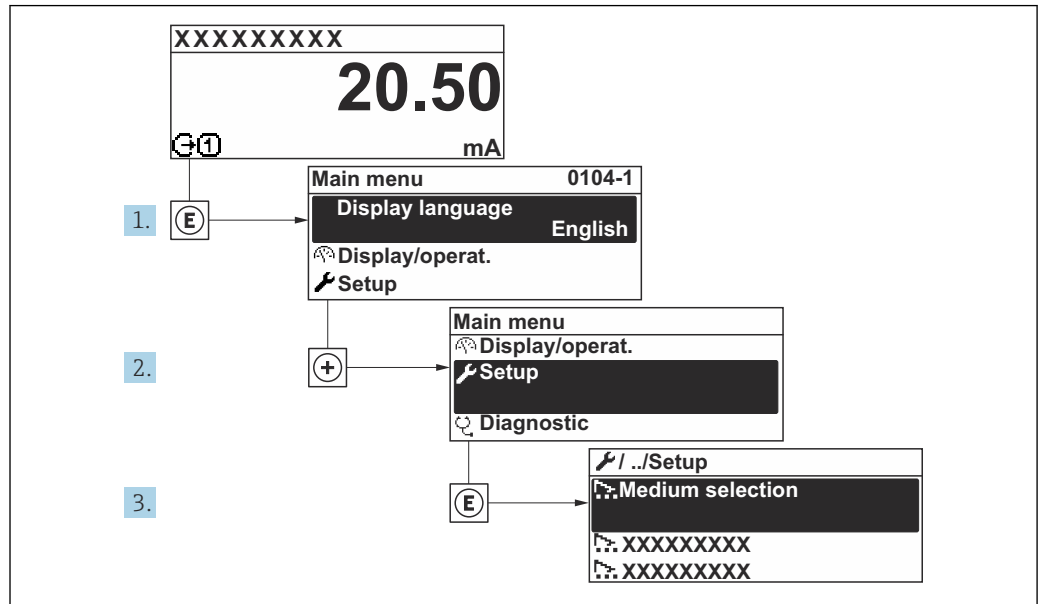 XXXXXXXXX
20.50
1 mA
1. E
Main menu 0104-1
Display language
English
Display/operat.
Setup
2. +
Main menu
Display/operat.
Setup
Diagnostic
3. E
/ ../Setup
Medium selection
XXXXXXXXX
XXXXXXXXX